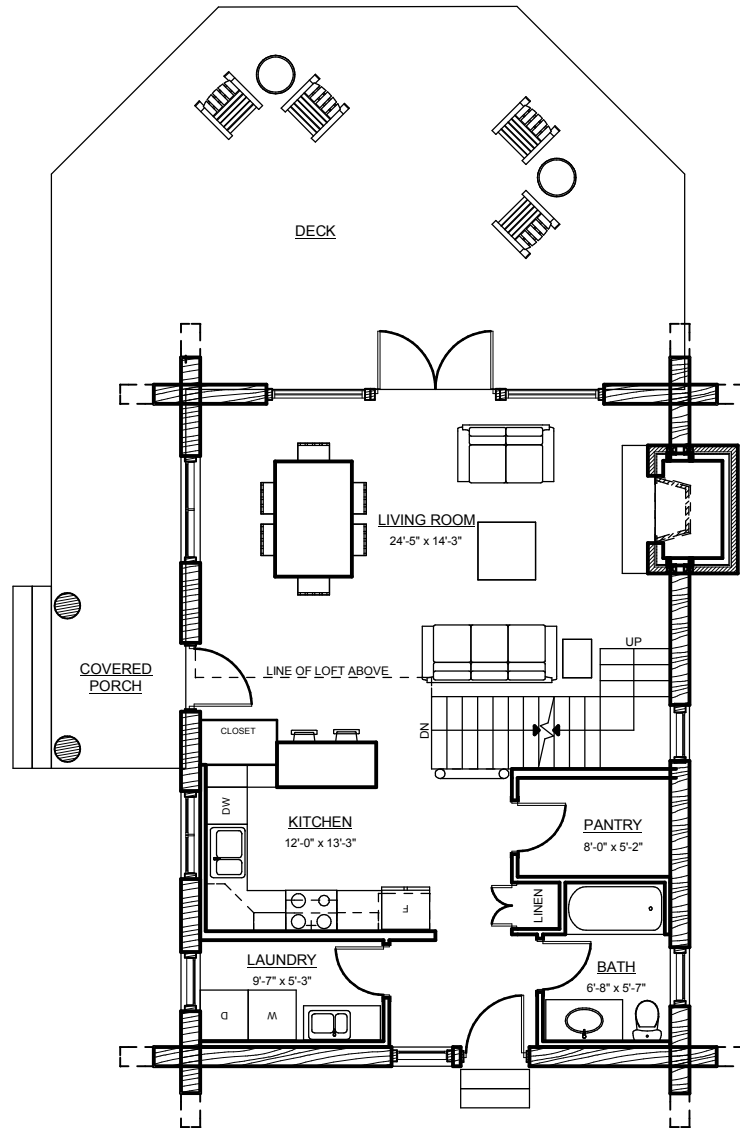 DECK
LIVING ROOM
24'-5" x 14'-3"
UP
LINE OF LOFT ABOVE
COVERED
PORCH
DN
CLOSET
DW
KITCHEN
12'-0" x 13'-3"
PANTRY
8'-0" x 5'-2"
F
LINEN
LAUNDRY
9'-7" x 5'-3"
BATH
6'-8" x 5'-7"
D
W